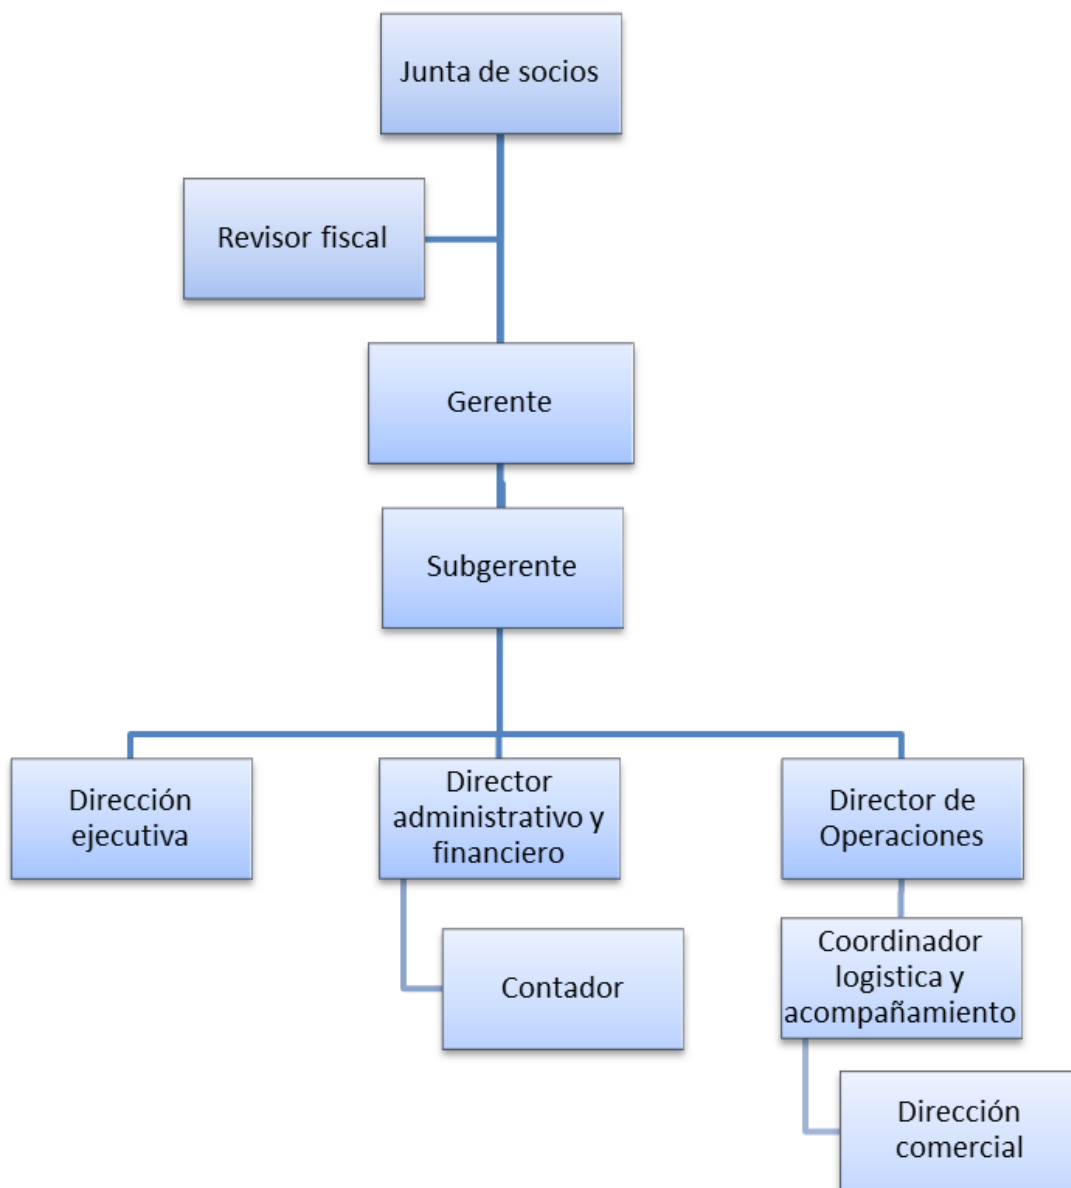 Junta de socios
Revisor fiscal
Gerente
Subgerente
Dirección
ejecutiva
Director
administrativo y
financiero
Director de
Operaciones
Contador
Coordinador
logistica y
acompañamiento
Dirección
comercial